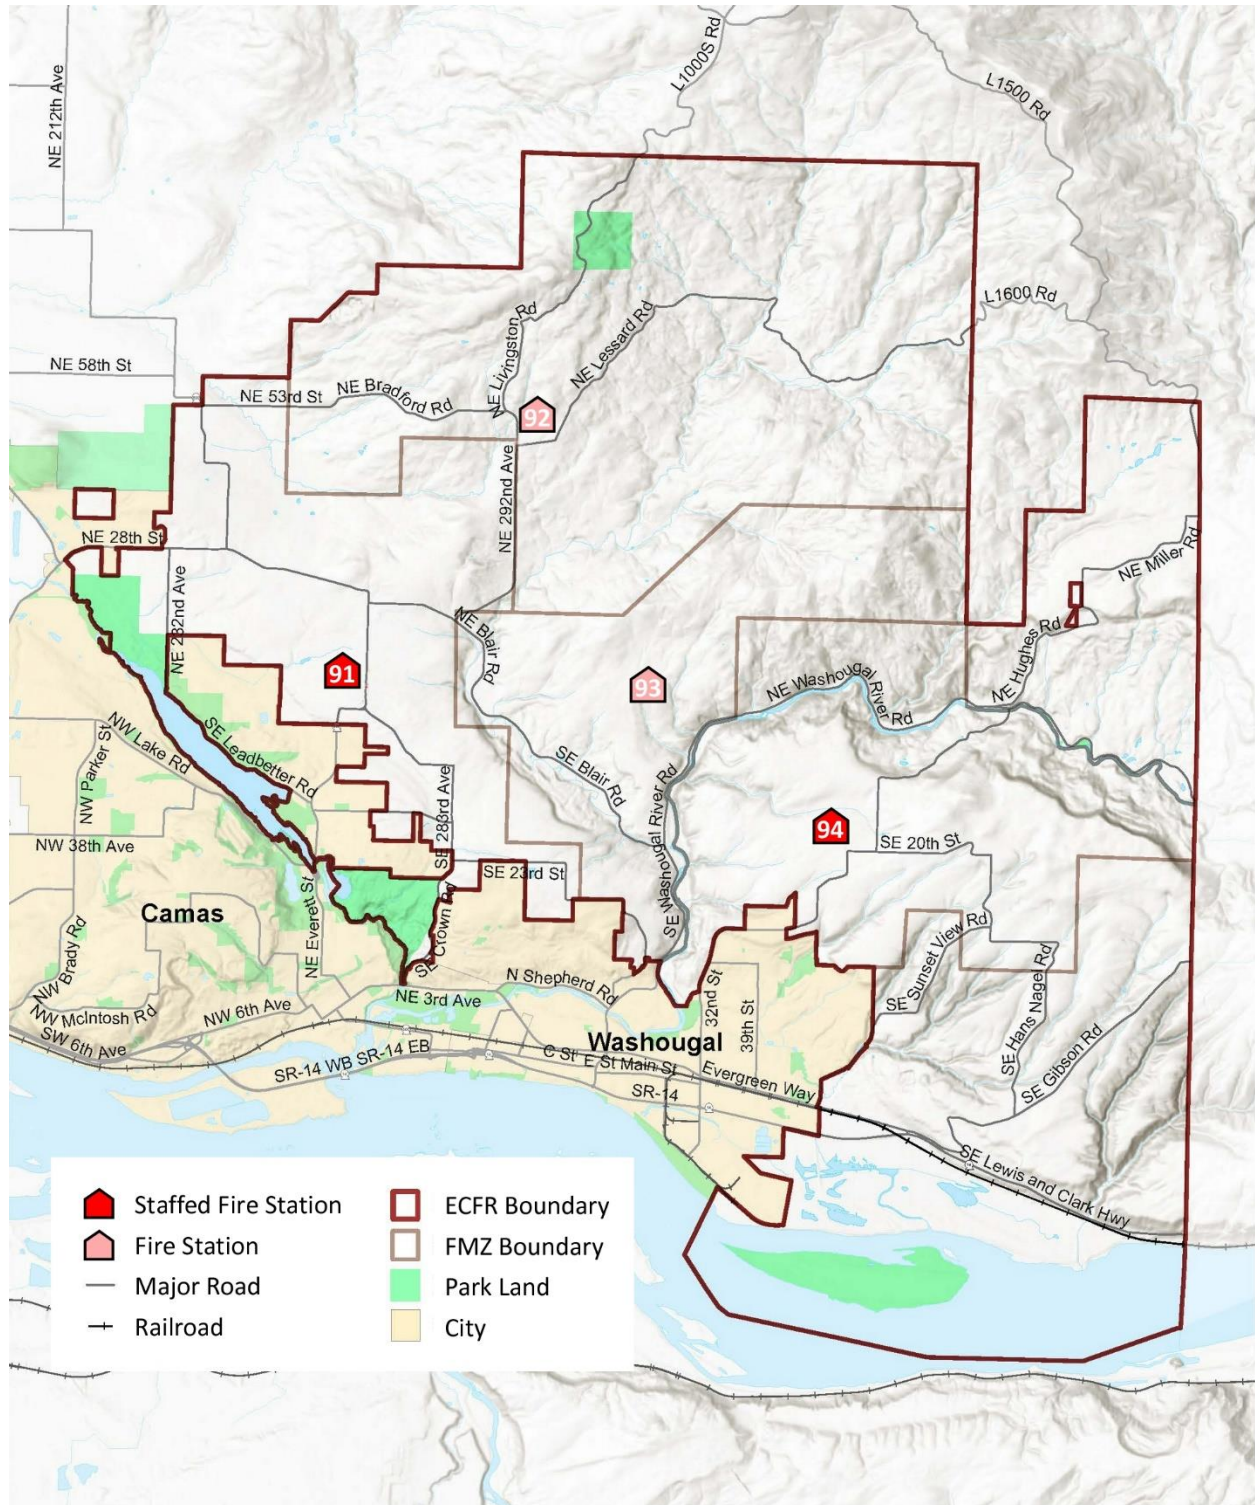 L1000S Rd
NE 212th Ave
L1500 Rd
L1600 Rd
NE Livingston Rd
NE Lessard Rd
NE 58th St
NE 53rd St
NE Bradford Rd
92
NE 292nd Ave
NE 28th St
NE Miller Rd
NE 232nd Ave
NE Blair Rd
NE Hughes Rd
91
93
NE Washougal River Rd
NW Lake Rd
SE Leadbetter Rd
NW Parker St
SE Blair Rd
SE Washougal River Rd
SE 283rd Ave
94
NW 38th Ave
SE 20th St
SE 23rd St
Camas
NE Everett St
SE Crown Rd
NW Brady Rd
SE Sunset View Rd
SE Hans Nagel Rd
N Shepherd Rd
32nd St
39th St
NE 3rd Ave
NW 6th Ave
NW McIntosh Rd
SW 6th Ave
Washougal
SE Gibson Rd
SR-14 WB SR-14 EB
C St
E St Main St
Evergreen Way
SR-14
SE Lewis and Clark Hwy
Staffed Fire Station
ECFR Boundary
Fire Station
FMZ Boundary
Major Road
Park Land
Railroad
City